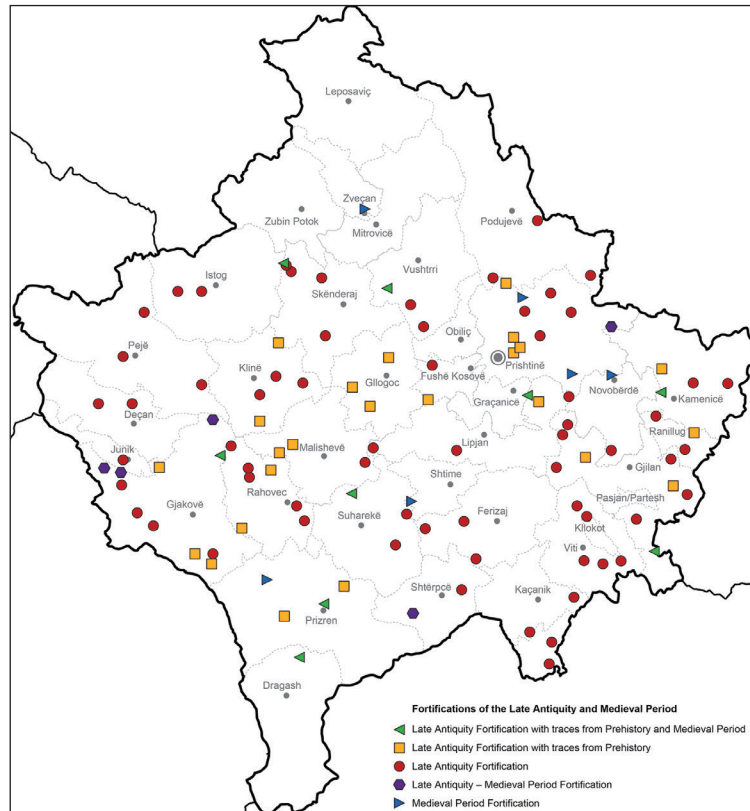 Leposaviç
Zveçan
Zubin Potok
Mitrovicë
Podujevë
Vushtrri
Istog
Skënderaj
Obiliç
Pejë
Prishtinë
Klinë
Gllogoc
Fushë Kosovë
Novobërdë
Graçanicë
Kamenicë
Deçan
Ranillug
Lipjan
Junik
Malishevë
Gjilan
Shtime
Rahovec
Pasjan/Partesh
Gjakovë
Suharekë
Ferizaj
Kllokot
Viti
Shtërpcë
Kaçanik
Prizren
Dragash
Fortifications of the Late Antiquity and Medieval Period
Late Antiquity Fortification with traces from Prehistory and Medieval Period
Late Antiquity Fortification with traces from Prehistory
Late Antiquity Fortification
Late Antiquity – Medieval Period Fortification
Medieval Period Fortification